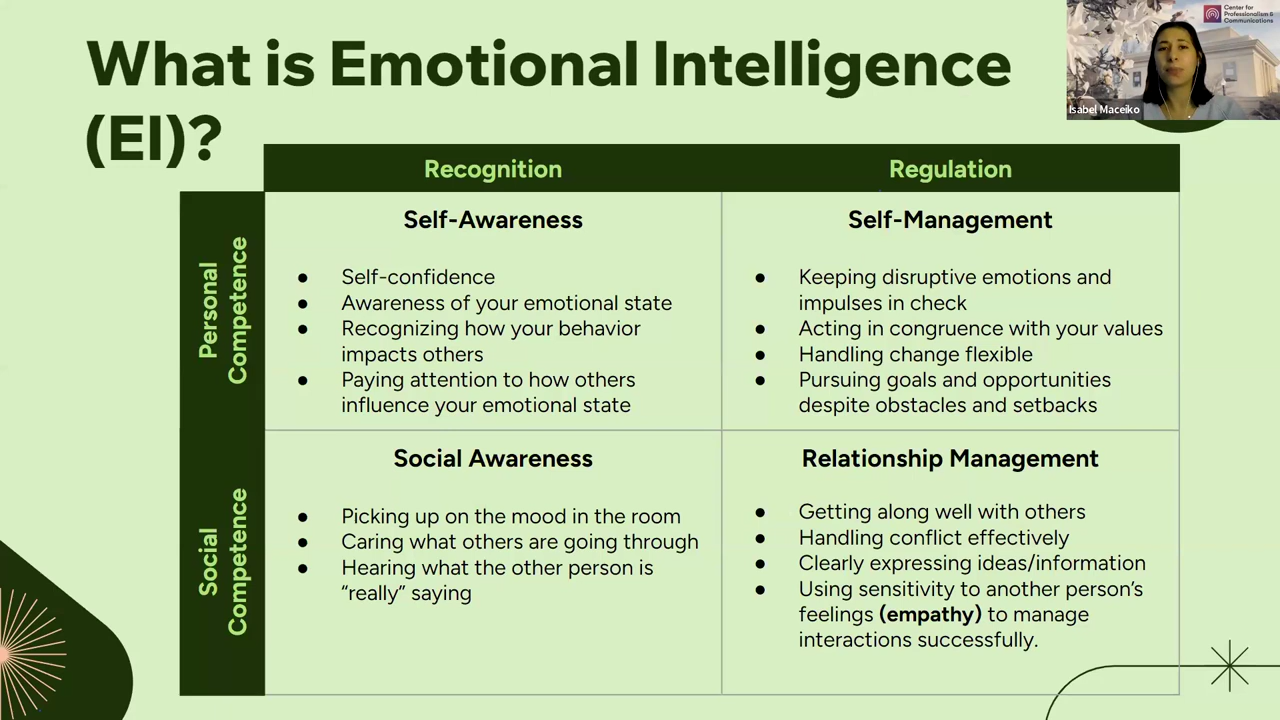 What is Emotional Intelligence
(EI)?
Center for
Professionalism &
Communications
Isabel Maceiko
Recognition
Regulation
Personal
Competence
Self-Awareness
● Self-confidence
● Awareness of your emotional state
● Recognizing how your behavior
impacts others
● Paying attention to how others
influence your emotional state
Self-Management
● Keeping disruptive emotions and
impulses in check
● Acting in congruence with your values
● Handling change flexible
● Pursuing goals and opportunities
despite obstacles and setbacks
Social
Competence
Social Awareness
● Picking up on the mood in the room
● Caring what others are going through
● Hearing what the other person is
“really” saying
Relationship Management
● Getting along well with others
● Handling conflict effectively
● Clearly expressing ideas/information
● Using sensitivity to another person’s
feelings (empathy) to manage
interactions successfully.